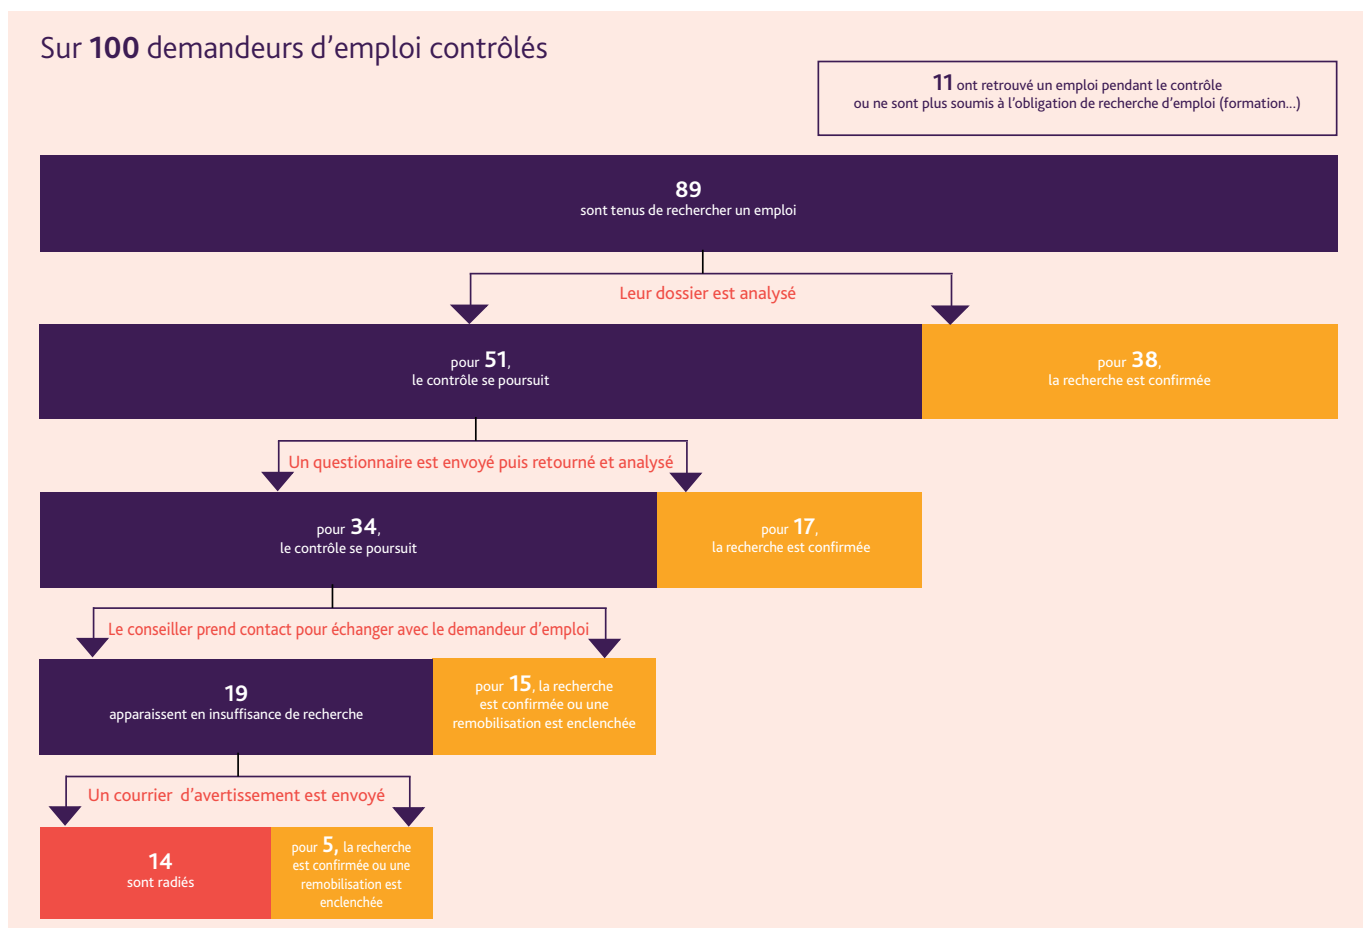 Sur 100 demandeurs d’emploi contrôlés
11 ont retrouvé un emploi pendant le contrôle
ou ne sont plus soumis à l’obligation de recherche d’emploi (formation...)
89
sont tenus de rechercher un emploi
Leur dossier est analysé
pour 51,
le contrôle se poursuit
pour 38,
la recherche est confirmée
Un questionnaire est envoyé puis retourné et analysé
pour 34,
le contrôle se poursuit
pour 17,
la recherche est confirmée
Le conseiller prend contact pour échanger avec le demandeur d’emploi
19
apparaissent en insuffisance de recherche
pour 15, la recherche
est confirmée ou une
remobilisation est enclenchée
Un courrier d’avertissement est envoyé
14
sont radiés
pour 5, la recherche
est confirmée ou une
remobilisation est
enclenchée